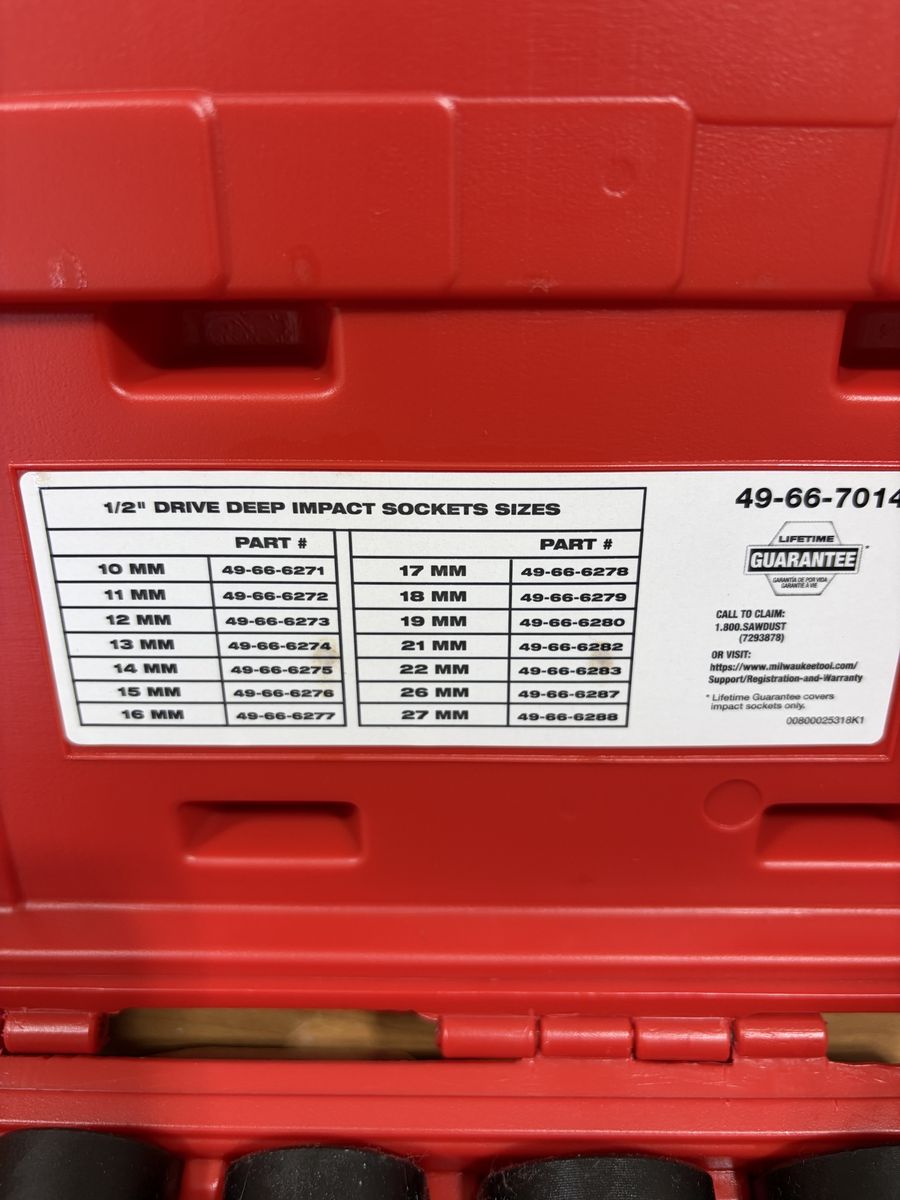 1/2" DRIVE DEEP IMPACT SOCKETS SIZES
PART #
10 MM 49-66-6271
11 MM 49-66-6272
12 MM 49-66-6273
13 MM 49-66-6274
14 MM 49-66-6275
15 MM 49-66-6276
16 MM 49-66-6277
PART #
17 MM 49-66-6278
18 MM 49-66-6279
19 MM 49-66-6280
21 MM 49-66-6282
22 MM 49-66-6283
26 MM 49-66-6287
27 MM 49-66-6288
49-66-7014
LIFETIME
GUARANTEE*
GARANTÍA DE POR VIDA
GARANTIE À VIE
CALL TO CLAIM:
1.800.SAWDUST
(7293878)
OR VISIT:
https://www.milwaukeetool.com/
Support/Registration-and-Warranty
* Lifetime Guarantee covers
impact sockets only.
00800025318K1